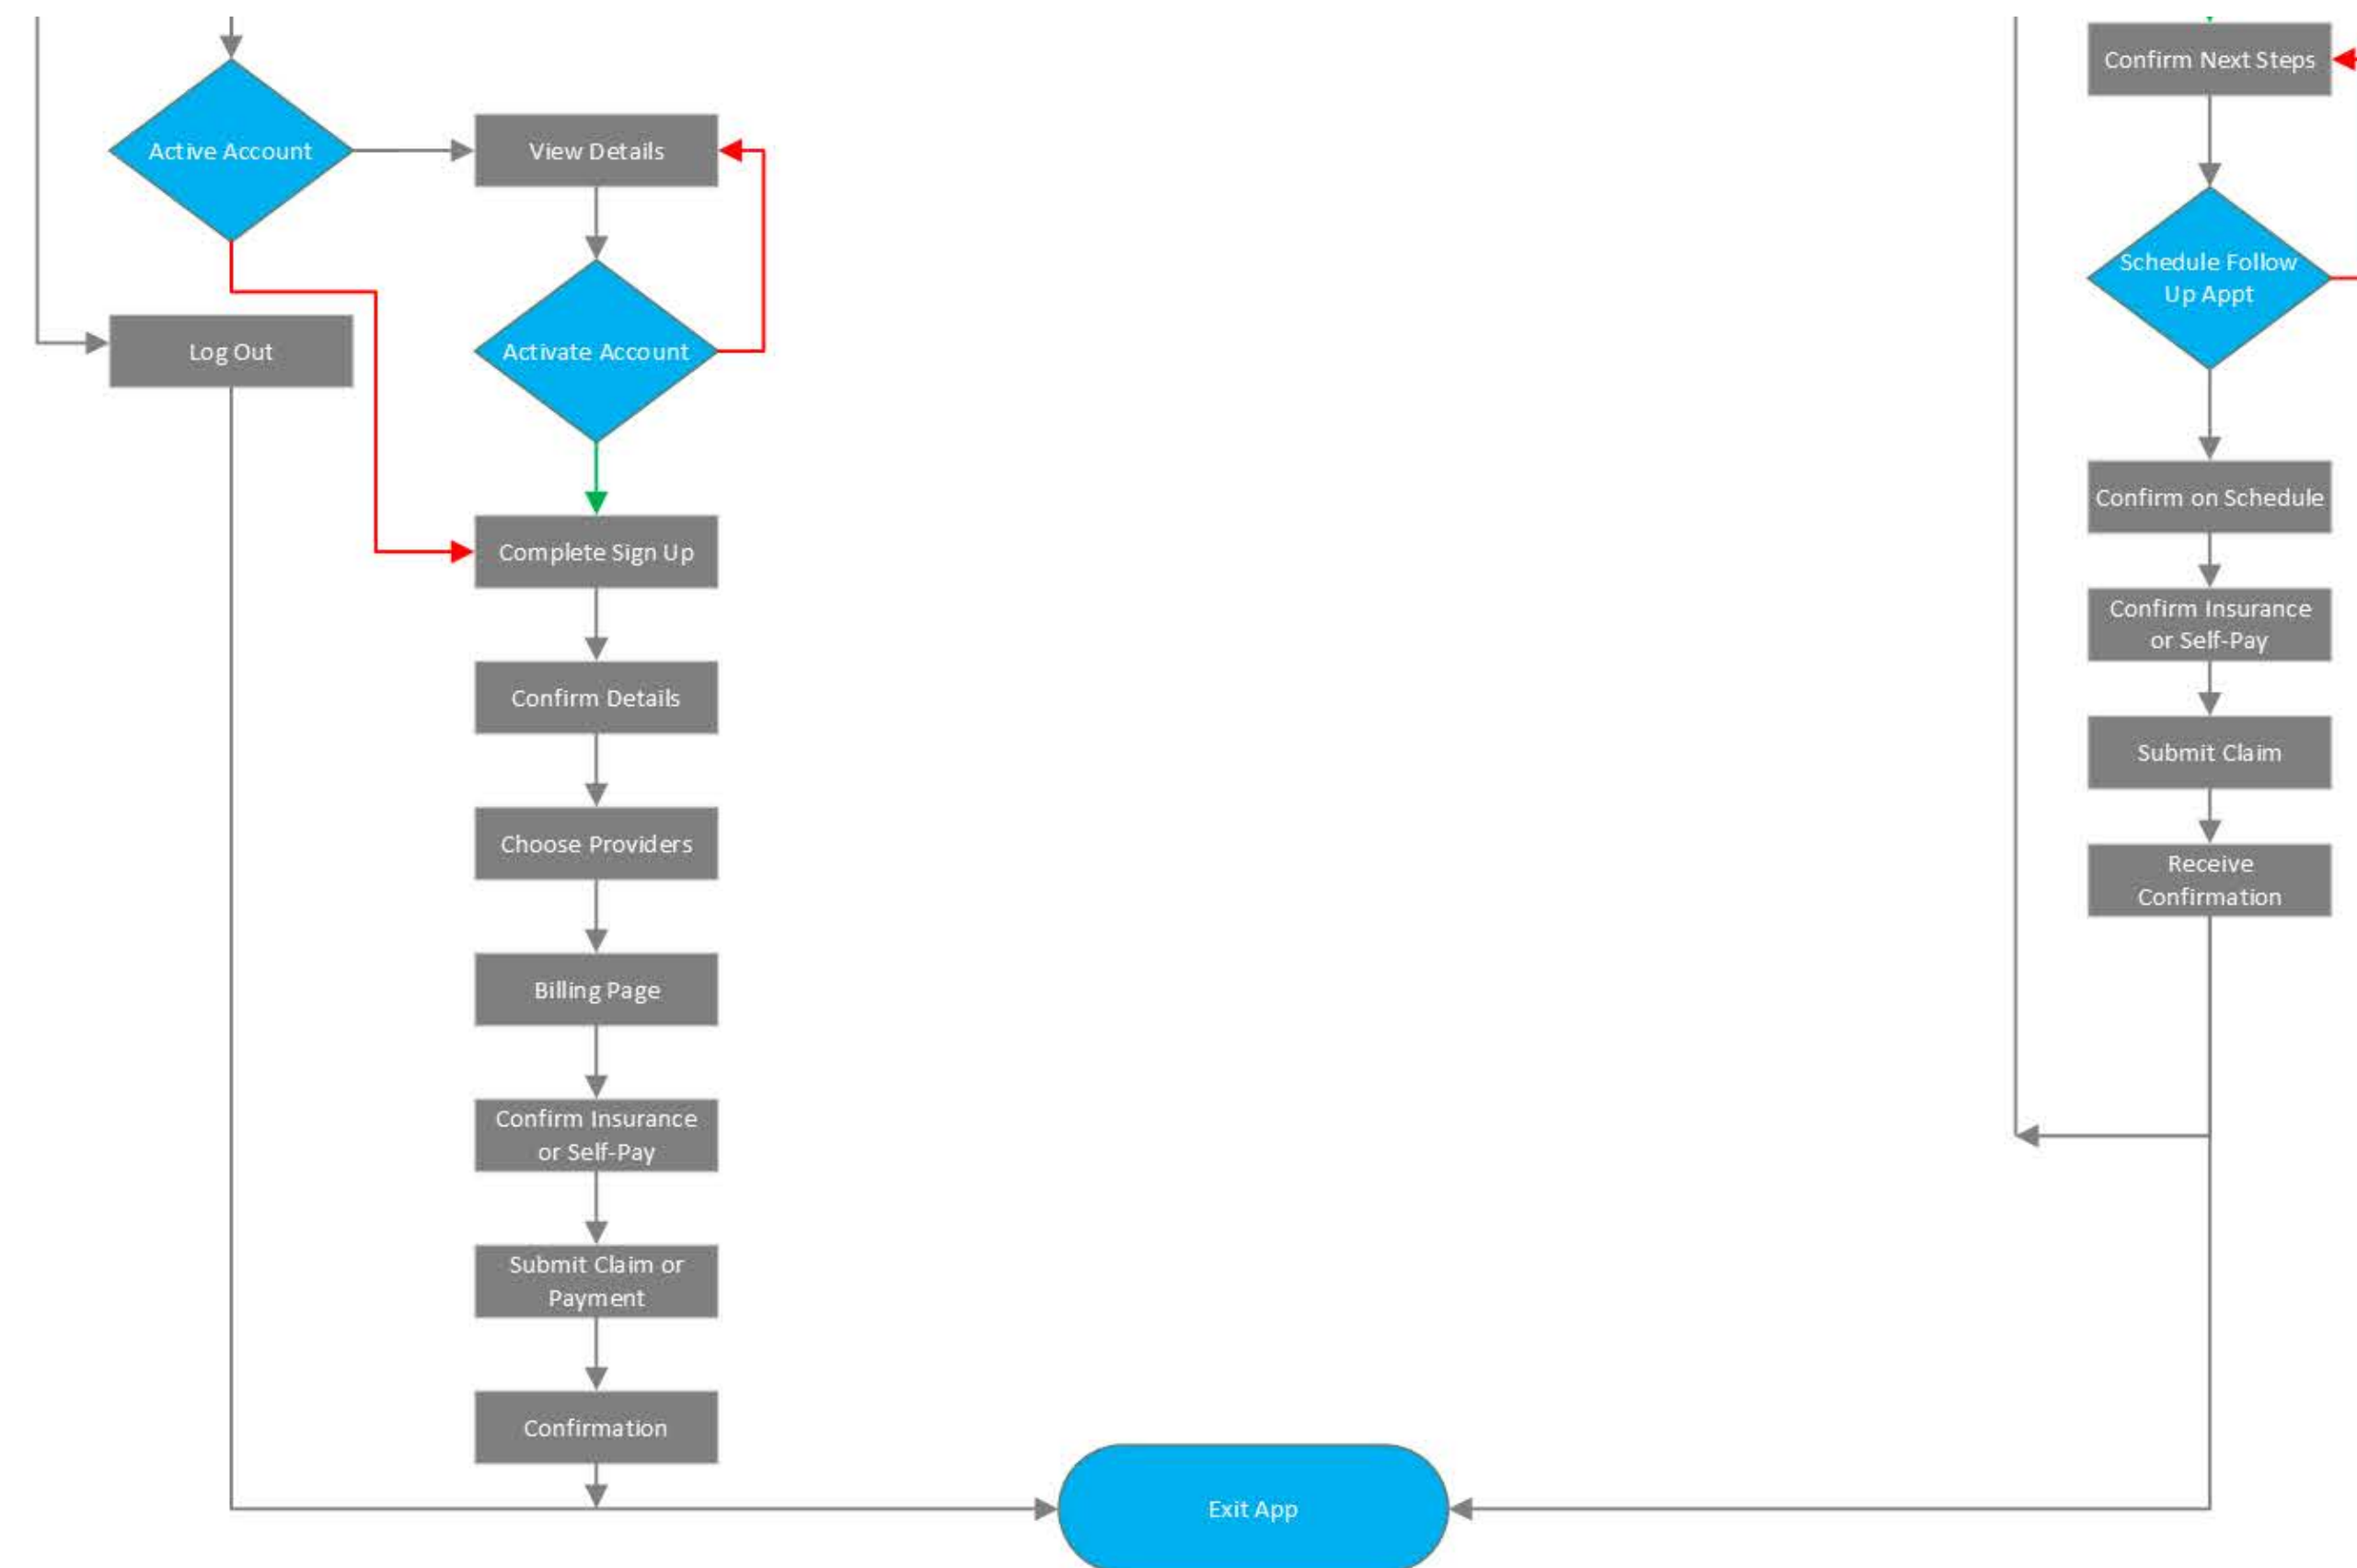 Active Account
View Details
Activate Account
Log Out
Complete Sign Up
Confirm Details
Choose Providers
Billing Page
Confirm Insurance
or Self-Pay
Submit Claim or
Payment
Confirmation
Exit App
Confirm Next Steps
Schedule Follow
Up Appt
Confirm on Schedule
Confirm Insurance
or Self-Pay
Submit Claim
Receive
Confirmation